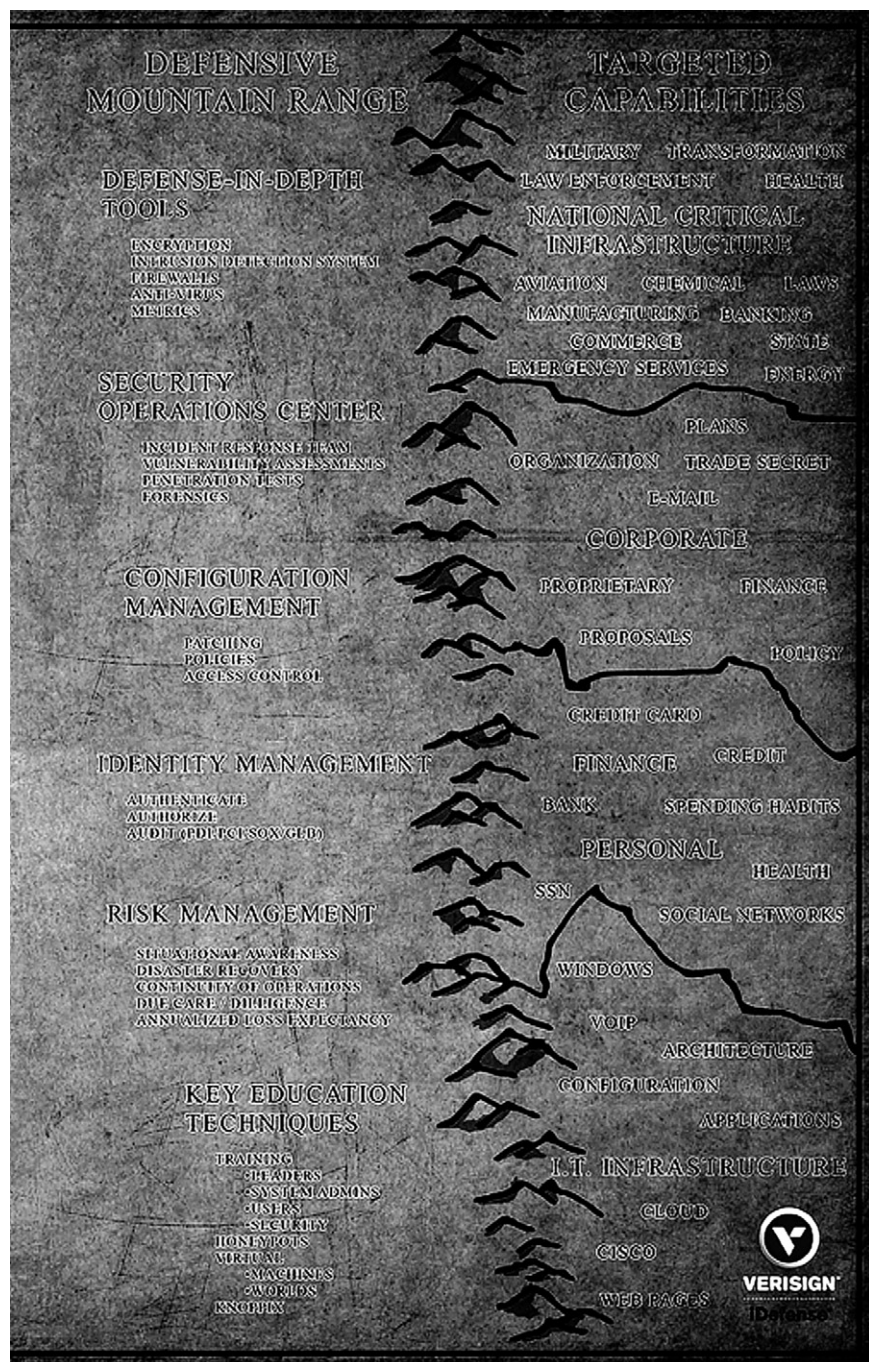 DEFENSIVE
MOUNTAIN RANGE
DEFENSE-IN-DEPTH
TOOLS
ENCRYPTION
INTRUSION DETECTION SYSTEM
FIREWALLS
ANTI-VIRUS
METRICS
SECURITY
OPERATIONS CENTER
INCIDENT RESPONSE TEAM
VULNERABILITY ASSESSMENTS
PENETRATION TESTS
FORENSICS
CONFIGURATION
MANAGEMENT
PATCHING
POLICIES
ACCESS CONTROL
IDENTITY MANAGEMENT
AUTHENTICATE
AUTHORIZE
AUDIT (PDI/PCI/SOX/GLB)
RISK MANAGEMENT
SITUATIONAL AWARENESS
DISASTER RECOVERY
CONTINUITY OF OPERATIONS
DUE CARE / DILLIGENCE
ANNUALIZED LOSS EXPECTANCY
KEY EDUCATION
TECHNIQUES
TRAINING
•LEADERS
•SYSTEM ADMINS
•USERS
•SECURITY
HONEYPOTS
VIRTUAL
•MACHINES
•WORLDS
KNOPPIX
TARGETED
CAPABILITIES
MILITARY TRANSFORMATION
LAW ENFORCEMENT HEALTH
NATIONAL CRITICAL
INFRASTRUCTURE
AVIATION CHEMICAL LAWS
MANUFACTURING BANKING
COMMERCE STATE
EMERGENCY SERVICES ENERGY
PLANS
ORGANIZATION TRADE SECRET
E-MAIL
CORPORATE
PROPRIETARY FINANCE
PROPOSALS
POLICY
CREDIT CARD
FINANCE CREDIT
BANK SPENDING HABITS
PERSONAL
HEALTH
SSN
SOCIAL NETWORKS
WINDOWS
VOIP
ARCHITECTURE
CONFIGURATION
APPLICATIONS
I.T. INFRASTRUCTURE
CLOUD
CISCO
WEB PAGES
VERISIGN
iDefense